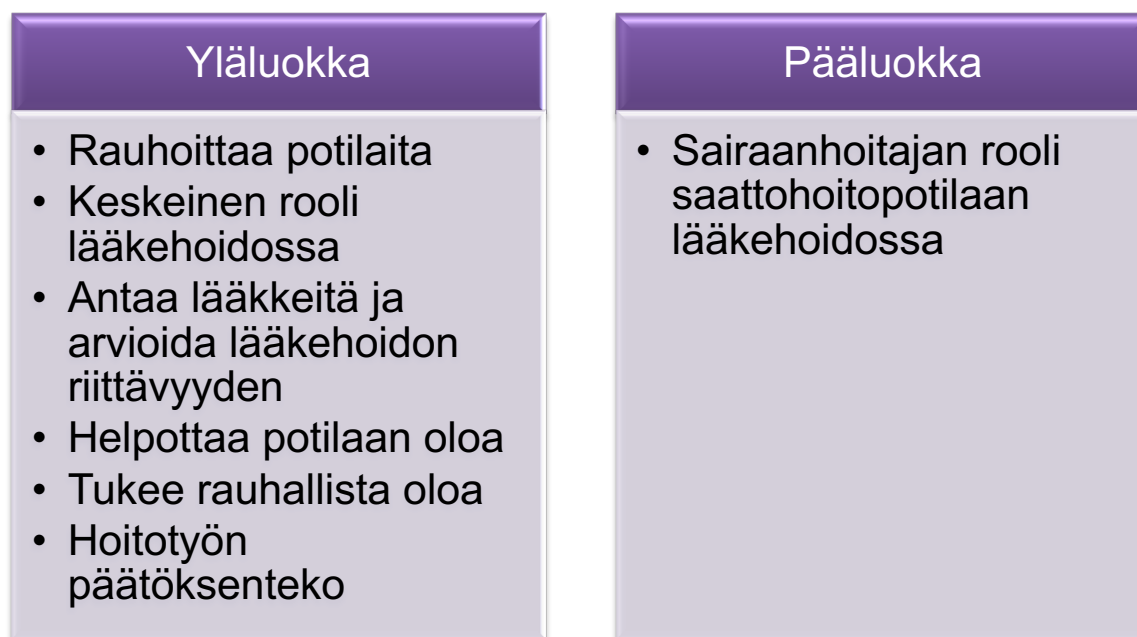 Yläluokka
• Rauhoittaa potilaita
• Keskeinen rooli
lääkehoidossa
• Antaa lääkkeitä ja
arvioida lääkehoidon
riittävyyden
• Helpottaa potilaan oloa
• Tukee rauhallista oloa
• Hoitotyön
päätöksenteko
Pääluokka
• Sairaanhoitajan rooli
saattohoitopotilaan
lääkehoidossa